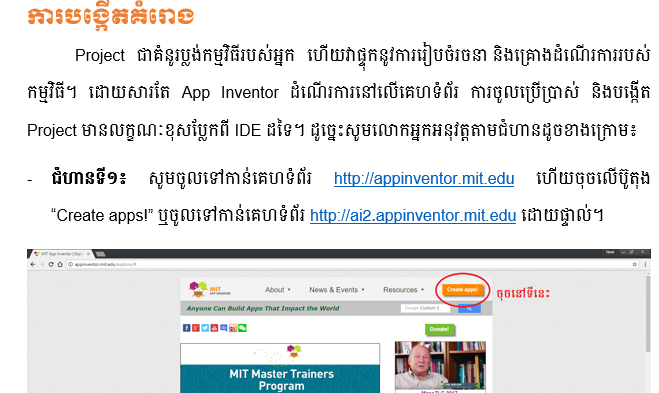 ការបង្កើតគំរោង
Project ជាគំនូរប្លង់កម្មវិធីរបស់អ្នក ហើយវាផ្ទុកនូវការរៀបចំរចនា និងគ្រោងដំណើរការរបស់
កម្មវិធី។ ដោយសារតែ App Inventor ដំណើរការនៅលើគេហទំព័រ ការចូលប្រើប្រាស់ និងបង្កើត
Project មានលក្ខណៈខុសប្លែកពី IDE ដទៃ។ ដូច្នេះសូមលោកអ្នកអនុវត្តតាមជំហានដូចខាងក្រោម៖
- ជំហានទី១៖ សូមចូលទៅកាន់គេហទំព័រ http://appinventor.mit.edu ហើយចុចលើប៊ូតុង
“Create apps!” ឬចូលទៅកាន់គេហទំព័រ http://ai2.appinventor.mit.edu ដោយផ្ទាល់។
MIT App Inventor | Expl
appinventor.mit.edu/explore/#
MIT
APP INVENTOR
About
News & Events
Resources
Create apps!
ចុចនៅទីនេះ
Anyone Can Build Apps That Impact the World
Google Custom S
Donate!
MIT Master Trainers
Program